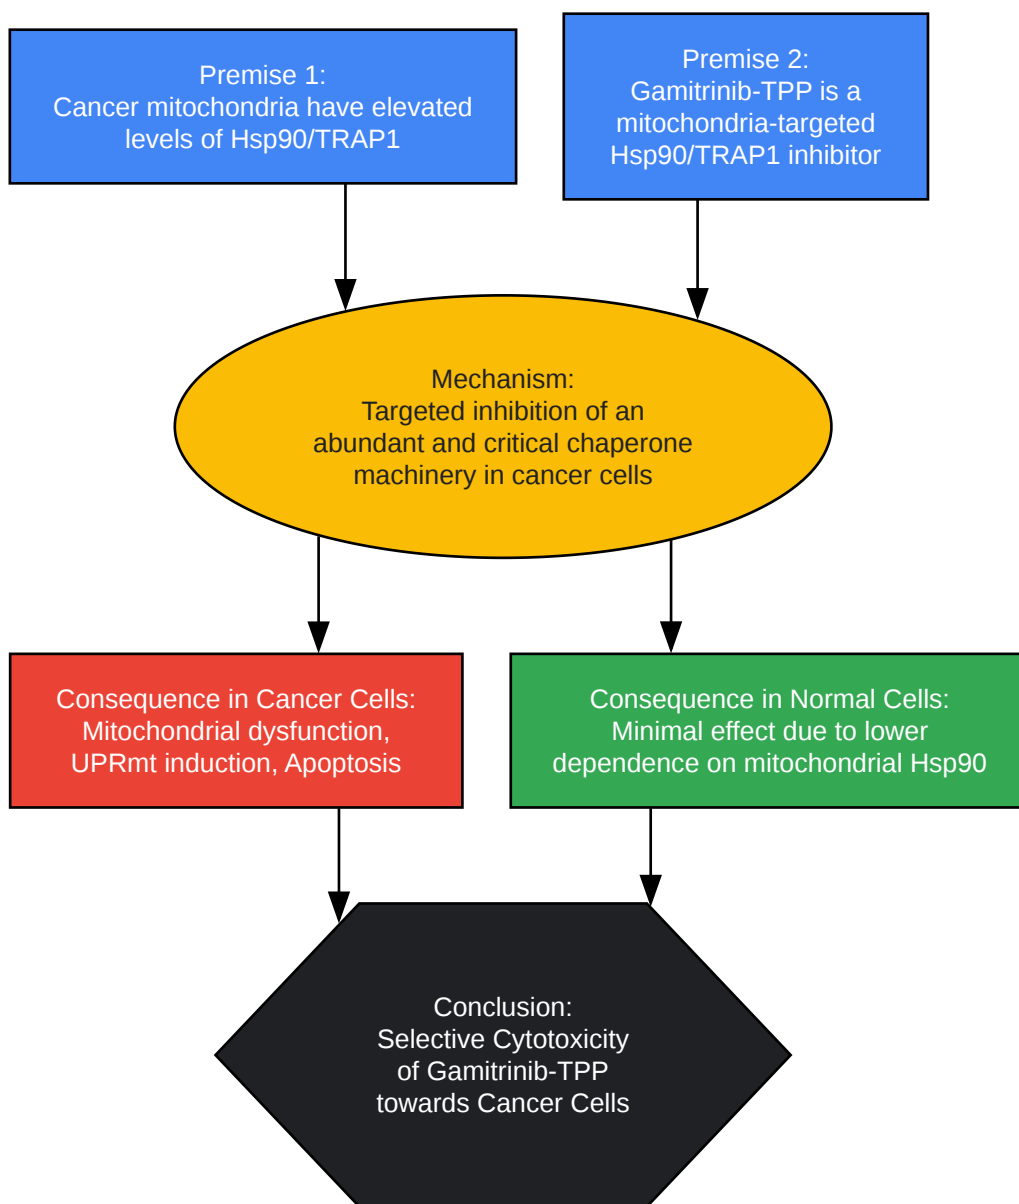 Premise 1:
Cancer mitochondria have elevated
levels of Hsp90/TRAP1
Premise 2:
Gamitrinib-TPP is a
mitochondria-targeted
Hsp90/TRAP1 inhibitor
Mechanism:
Targeted inhibition of an
abundant and critical chaperone
machinery in cancer cells
Consequence in Cancer Cells:
Mitochondrial dysfunction,
UPRmt induction, Apoptosis
Consequence in Normal Cells:
Minimal effect due to lower
dependence on mitochondrial Hsp90
Conclusion:
Selective Cytotoxicity
of Gamitrinib-TPP
towards Cancer Cells